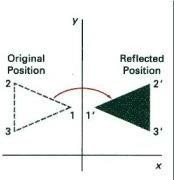 y
Original Reflected
Position Position
2 2'
1 1'
3 3'
x